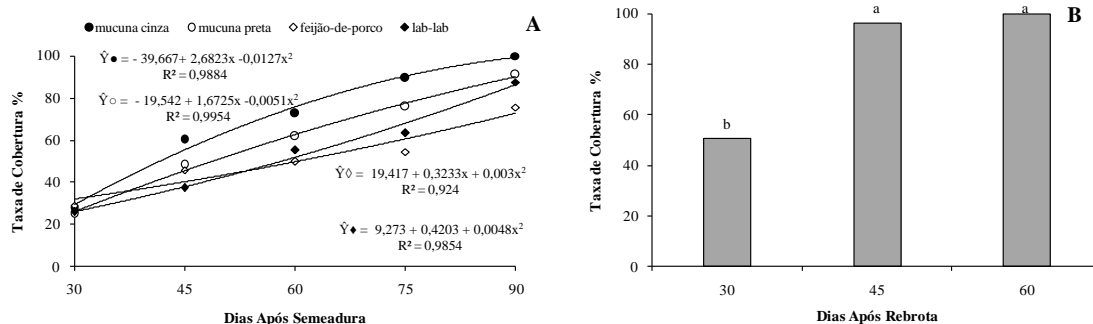 ● mucuna cinza ○ mucuna preta ◇ feijão-de-porco ◆ lab-lab
A
Taxa de Cobertura %
100
80
60
40
20
0
Ŷ● = - 39,667+ 2,6823x -0,0127x²
R² = 0,9884
Ŷ○ = - 19,542 + 1,6725x -0,0051x²
R² = 0,9954
Ŷ◊ = 19,417 + 0,3233x + 0,003x²
R² = 0,924
Ŷ♦ = 9,273 + 0,4203 + 0,0048x²
R² = 0,9854
30 45 60 75 90
Dias Após Semeadura
B
Taxa de Cobertura %
100
80
60
40
20
0
b
a
a
30 45 60
Dias Após Rebrota